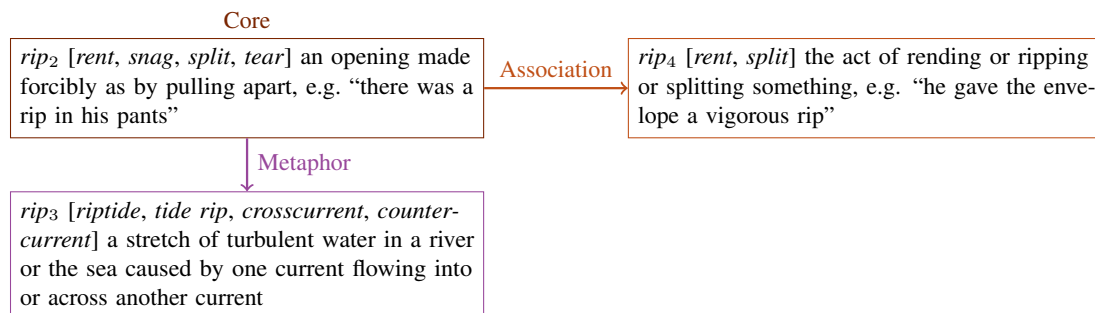 Core
rip₂ [rent, snag, split, tear] an opening made
forcibly as by pulling apart, e.g. “there was a
rip in his pants”
Association
rip₄ [rent, split] the act of rending or ripping
or splitting something, e.g. “he gave the enve-
lope a vigorous rip”
Metaphor
rip₃ [riptide, tide rip, crosscurrent, counter-
current] a stretch of turbulent water in a river
or the sea caused by one current flowing into
or across another current